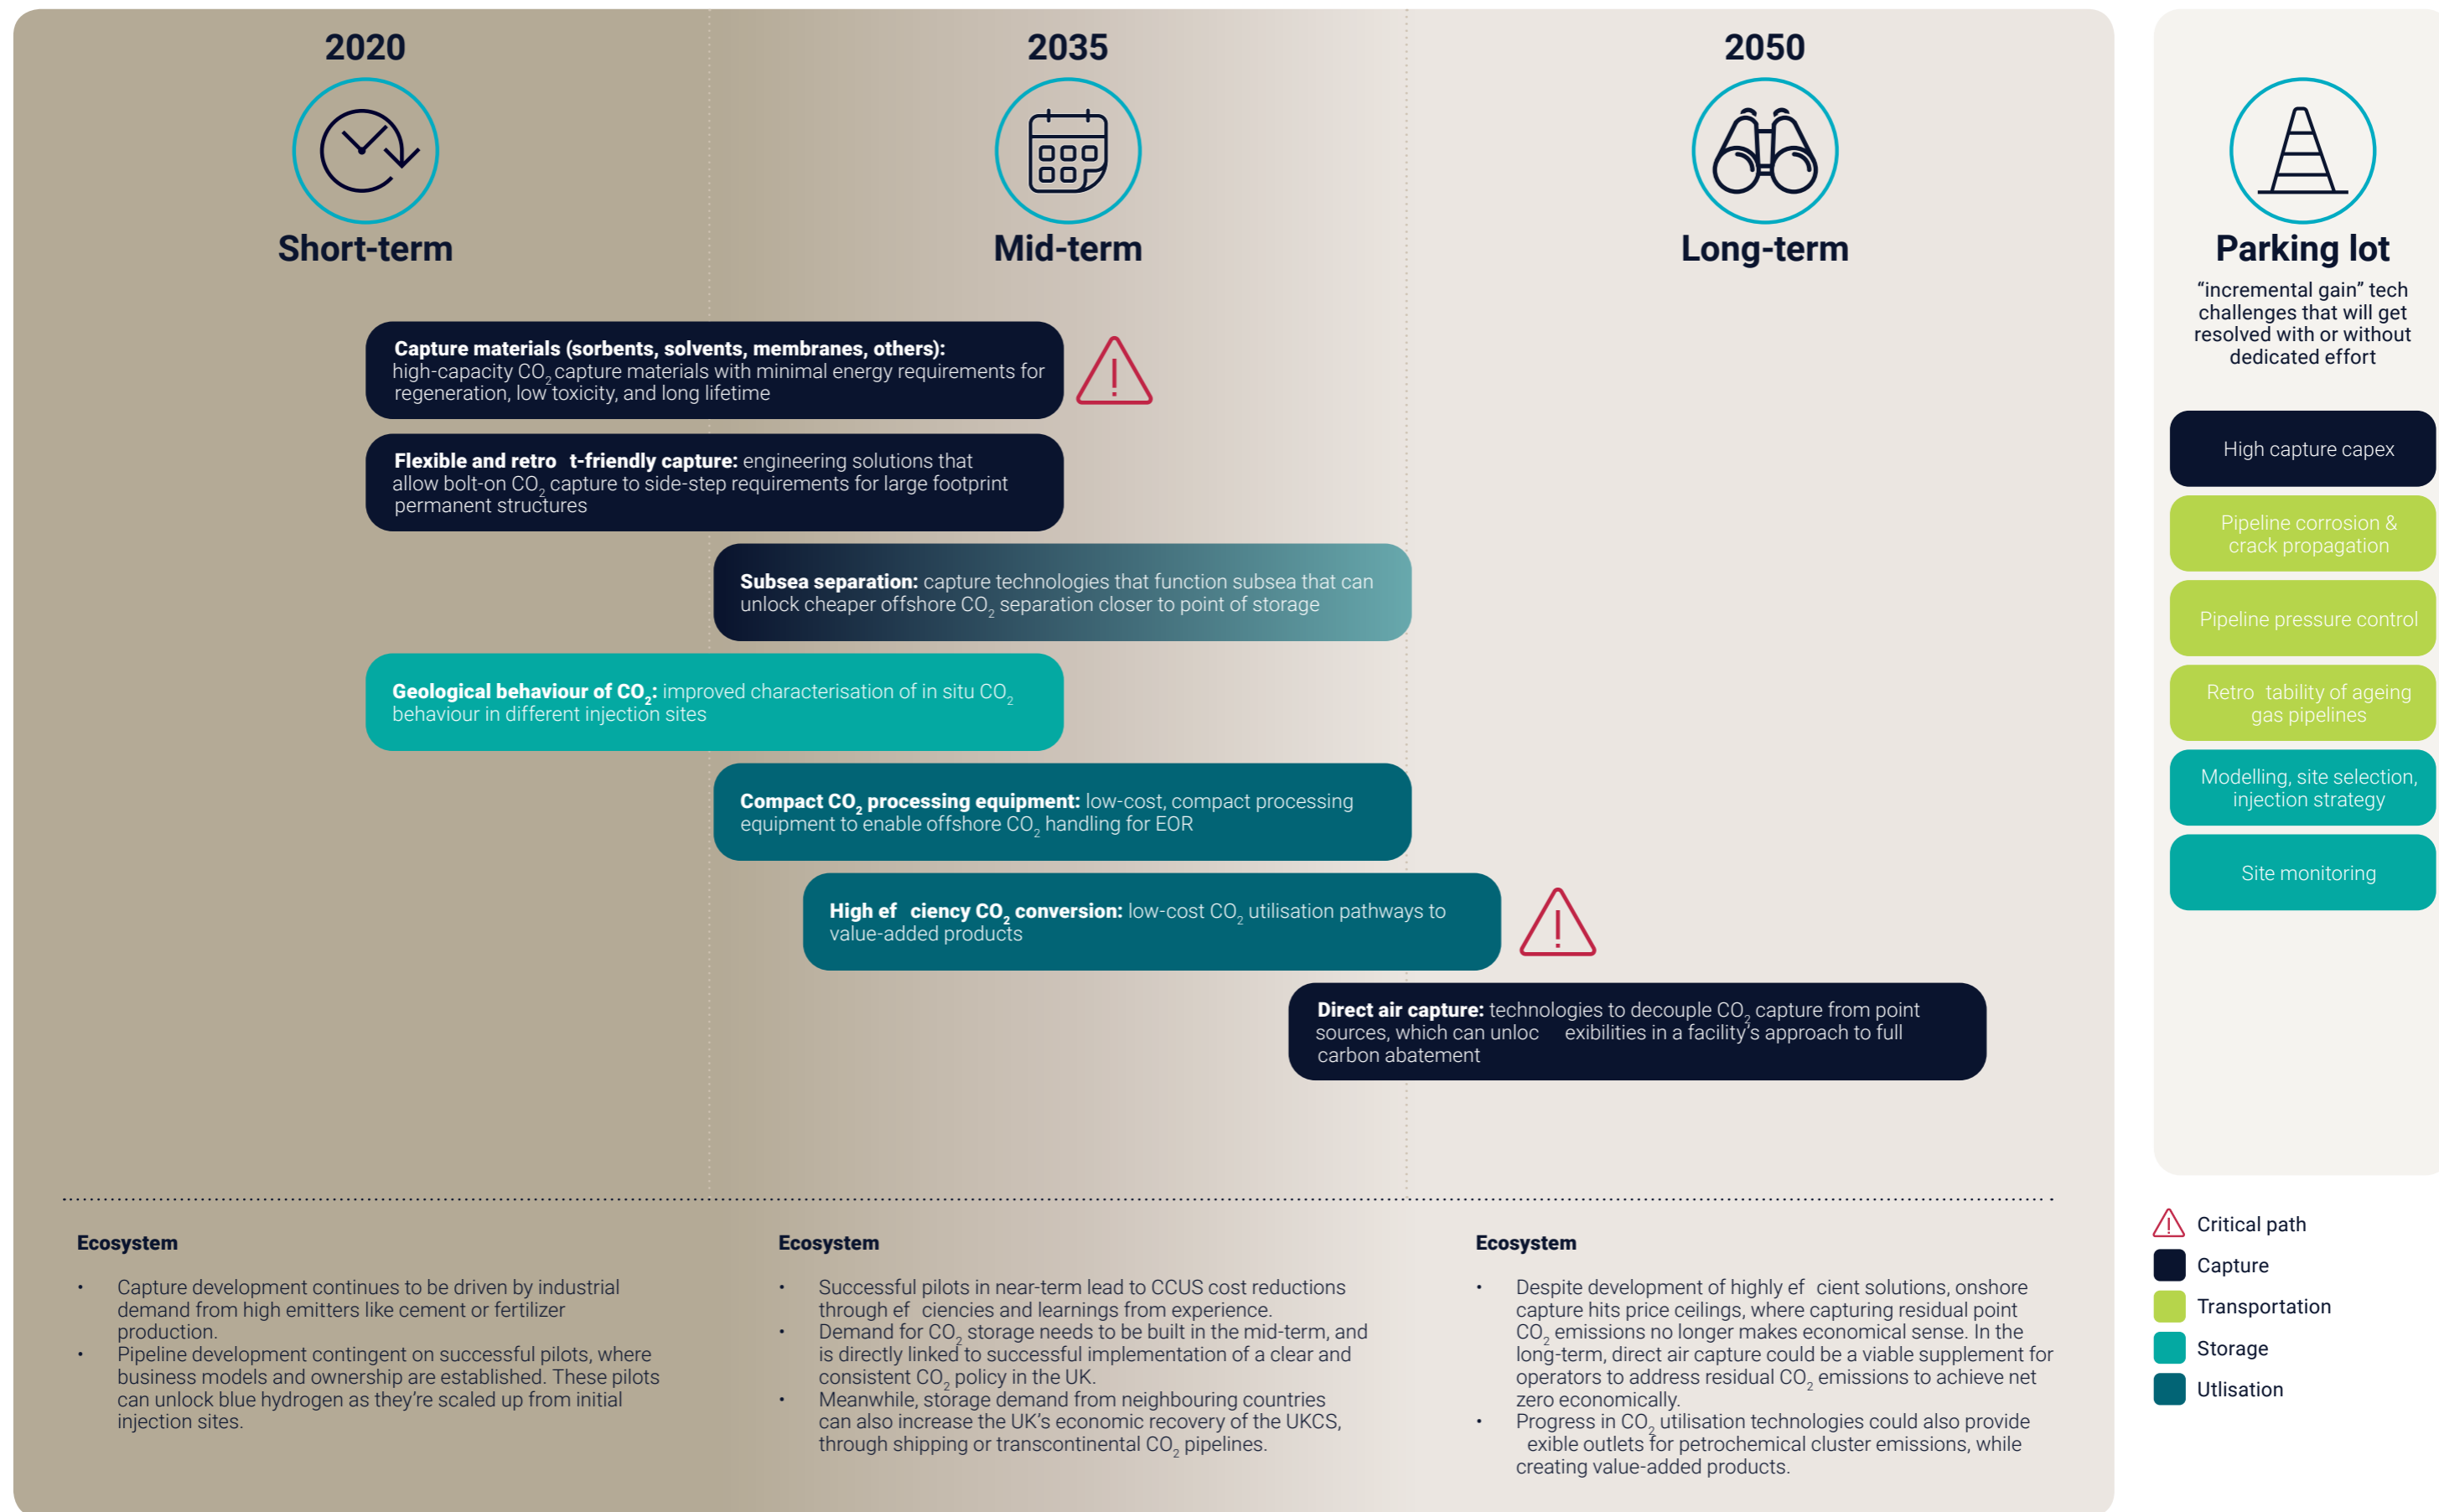 2020
Short-term
2035
Mid-term
2050
Long-term
Capture materials (sorbents, solvents, membranes, others):
high-capacity CO₂ capture materials with minimal energy requirements for
regeneration, low toxicity, and long lifetime
Flexible and retro t-friendly capture: engineering solutions that
allow bolt-on CO₂ capture to side-step requirements for large footprint
permanent structures
Subsea separation: capture technologies that function subsea that can
unlock cheaper offshore CO₂ separation closer to point of storage
Geological behaviour of CO₂: improved characterisation of in situ CO₂
behaviour in different injection sites
Compact CO₂ processing equipment: low-cost, compact processing
equipment to enable offshore CO₂ handling for EOR
High ef ciency CO₂ conversion: low-cost CO₂ utilisation pathways to
value-added products
Direct air capture: technologies to decouple CO₂ capture from point
sources, which can unloc exibilities in a facility's approach to full
carbon abatement
Ecosystem
• Capture development continues to be driven by industrial
demand from high emitters like cement or fertilizer
production.
• Pipeline development contingent on successful pilots, where
business models and ownership are established. These pilots
can unlock blue hydrogen as they're scaled up from initial
injection sites.
Ecosystem
• Successful pilots in near-term lead to CCUS cost reductions
through ef ciencies and learnings from experience.
• Demand for CO₂ storage needs to be built in the mid-term, and
is directly linked to successful implementation of a clear and
consistent CO₂ policy in the UK.
• Meanwhile, storage demand from neighbouring countries
can also increase the UK's economic recovery of the UKCS,
through shipping or transcontinental CO₂ pipelines.
Ecosystem
• Despite development of highly ef cient solutions, onshore
capture hits price ceilings, where capturing residual point
CO₂ emissions no longer makes economical sense. In the
long-term, direct air capture could be a viable supplement for
operators to address residual CO₂ emissions to achieve net
zero economically.
• Progress in CO₂ utilisation technologies could also provide
exible outlets for petrochemical cluster emissions, while
creating value-added products.
Parking lot
“incremental gain” tech
challenges that will get
resolved with or without
dedicated effort
High capture capex
Pipeline corrosion &
crack propagation
Pipeline pressure control
Retro tability of ageing
gas pipelines
Modelling, site selection,
injection strategy
Site monitoring
Critical path
Capture
Transportation
Storage
Utlisation